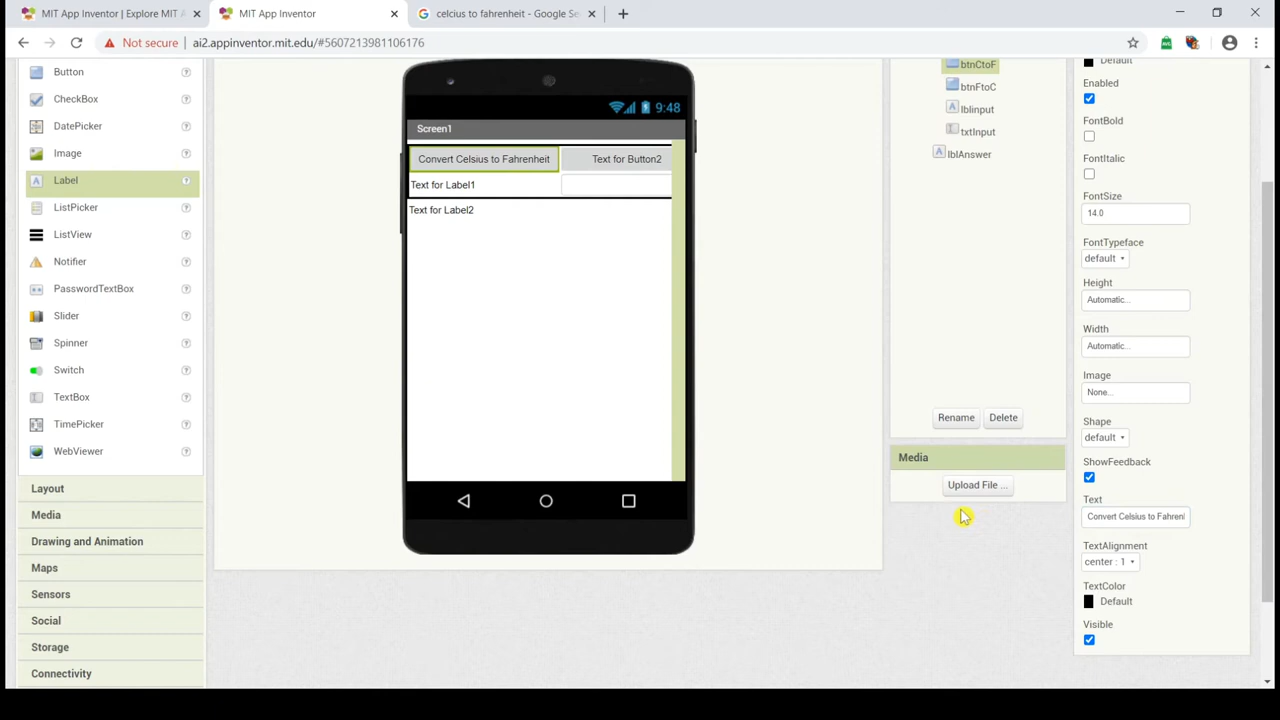 MIT App Inventor | Explore MIT A
MIT App Inventor
celcius to fahrenheit - Google Se
Not secure | ai2.appinventor.mit.edu/#5607213981106176
Button
CheckBox
DatePicker
Image
Label
ListPicker
ListView
Notifier
PasswordTextBox
Slider
Spinner
Switch
TextBox
TimePicker
WebViewer
Layout
Media
Drawing and Animation
Maps
Sensors
Social
Storage
Connectivity
9:48
Screen1
Convert Celsius to Fahrenheit
Text for Button2
Text for Label1
Text for Label2
btnCtoF
btnFtoC
lblinput
txtInput
lblAnswer
Rename
Delete
Media
Upload File ...
Default
Enabled
FontBold
FontItalic
FontSize
14.0
FontTypeface
default
Height
Automatic...
Width
Automatic...
Image
None...
Shape
default
ShowFeedback
Text
Convert Celsius to Fahrenl
TextAlignment
center : 1
TextColor
Default
Visible